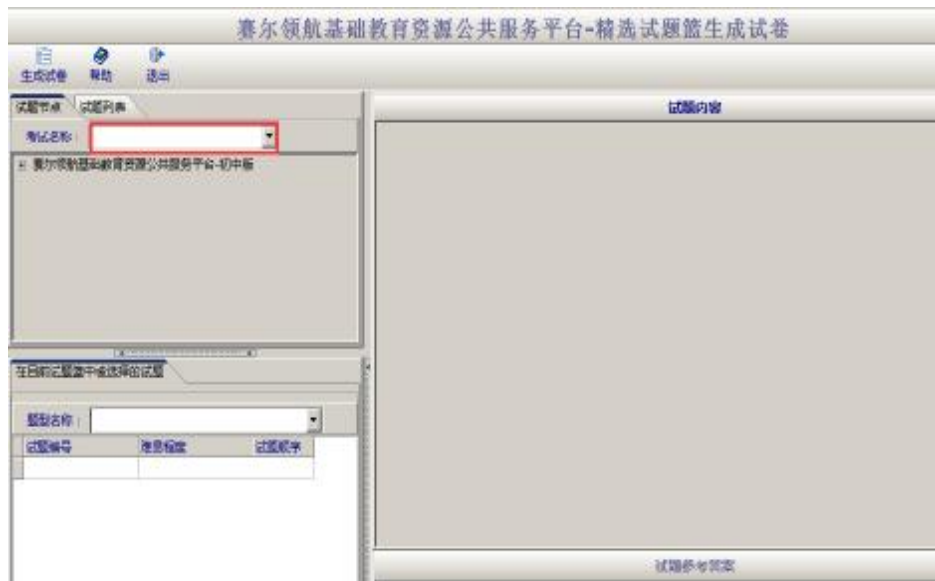 赛尔领航基础教育资源公共服务平台-精选试题篮生成试卷
生成试卷 帮助 退出
试题节点 试题列表
试题内容
考试名称：
赛尔领航基础教育资源公共服务平台-初中版
在目前试题篮中被选择的试题
题型名称：
试题编号 难易程度 试题顺序
试题参考答案